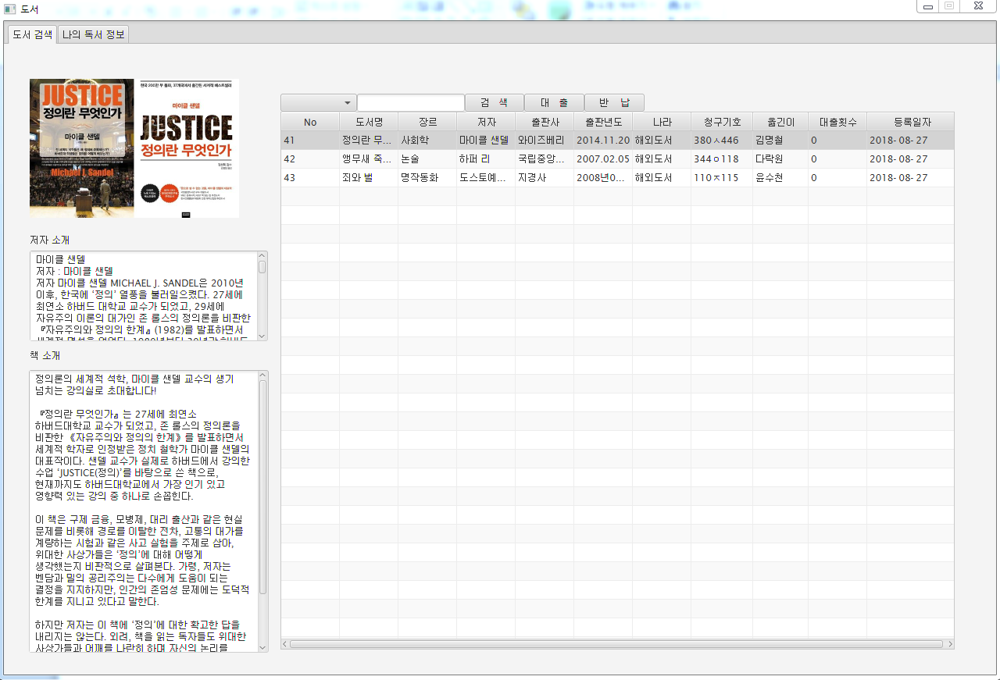 도서
도서 검색 나의 독서 정보
JUSTICE
정의란 무엇인가
마이클 샌델
Michael J. Sandel
마이클 샌델
JUSTICE
정의란 무엇인가
검 색 대 출 반 납
No 도서명 장르 저자 출판사 출판년도 나라 청구기호 옮긴이 대출횟수 등록일자
41 정의란 무... 사회학 마이클 샌델 와이즈베리 2014.11.20 해외도서 380ㅅ446 김명철 0 2018- 08- 27
42 앵무새 죽... 논술 하퍼 리 국립중앙... 2007.02.05 해외도서 344ㅇ118 다락원 0 2018- 08- 27
43 죄와 벌 명작동화 도스토예... 지경사 2008년0... 해외도서 110ㅈ115 윤수천 0 2018- 08- 27
저자 소개
마이클 샌델
저자 : 마이클 샌델
저자 마이클 샌델 MICHAEL J. SANDEL은 2010년
이후, 한국에 ‘정의’ 열풍을 불러일으켰다. 27세에
최연소 하버드 대학교 교수가 되었고, 29세에
자유주의 이론의 대가인 존 롤스의 정의론을 비판한
『자유주의와 정의의 한계』(1982)를 발표하면서
책 소개
정의론의 세계적 석학, 마이클 샌델 교수의 생기
넘치는 강의실로 초대합니다!
『정의란 무엇인가』는 27세에 최연소
하버드대학교 교수가 되었고, 존 롤스의 정의론을
비판한 《자유주의와 정의의 한계》를 발표하면서
세계적 학자로 인정받은 정치 철학가 마이클 샌델의
대표작이다. 샌델 교수가 실제로 하버드에서 강의한
수업 ‘JUSTICE(정의)’를 바탕으로 쓴 책으로,
현재까지도 하버드대학교에서 가장 인기 있고
영향력 있는 강의 중 하나로 손꼽힌다.
이 책은 구제 금융, 모병제, 대리 출산과 같은 현실
문제를 비롯해 경로를 이탈한 전차, 고통의 대가를
계량하는 시험과 같은 사고 실험을 주제로 삼아,
위대한 사상가들은 ‘정의’에 대해 어떻게
생각했는지 비판적으로 살펴본다. 가령, 저자는
벤담과 밀의 공리주의는 다수에게 도움이 되는
결정을 지지하지만, 인간의 존엄성 문제에는 도덕적
한계를 지니고 있다고 말한다.
하지만 저자는 이 책에 ‘정의’에 대한 확고한 답을
내리지는 않는다. 외려, 책을 읽는 독자들도 위대한
사상가들과 어깨를 나란히 하며 자신의 논리를